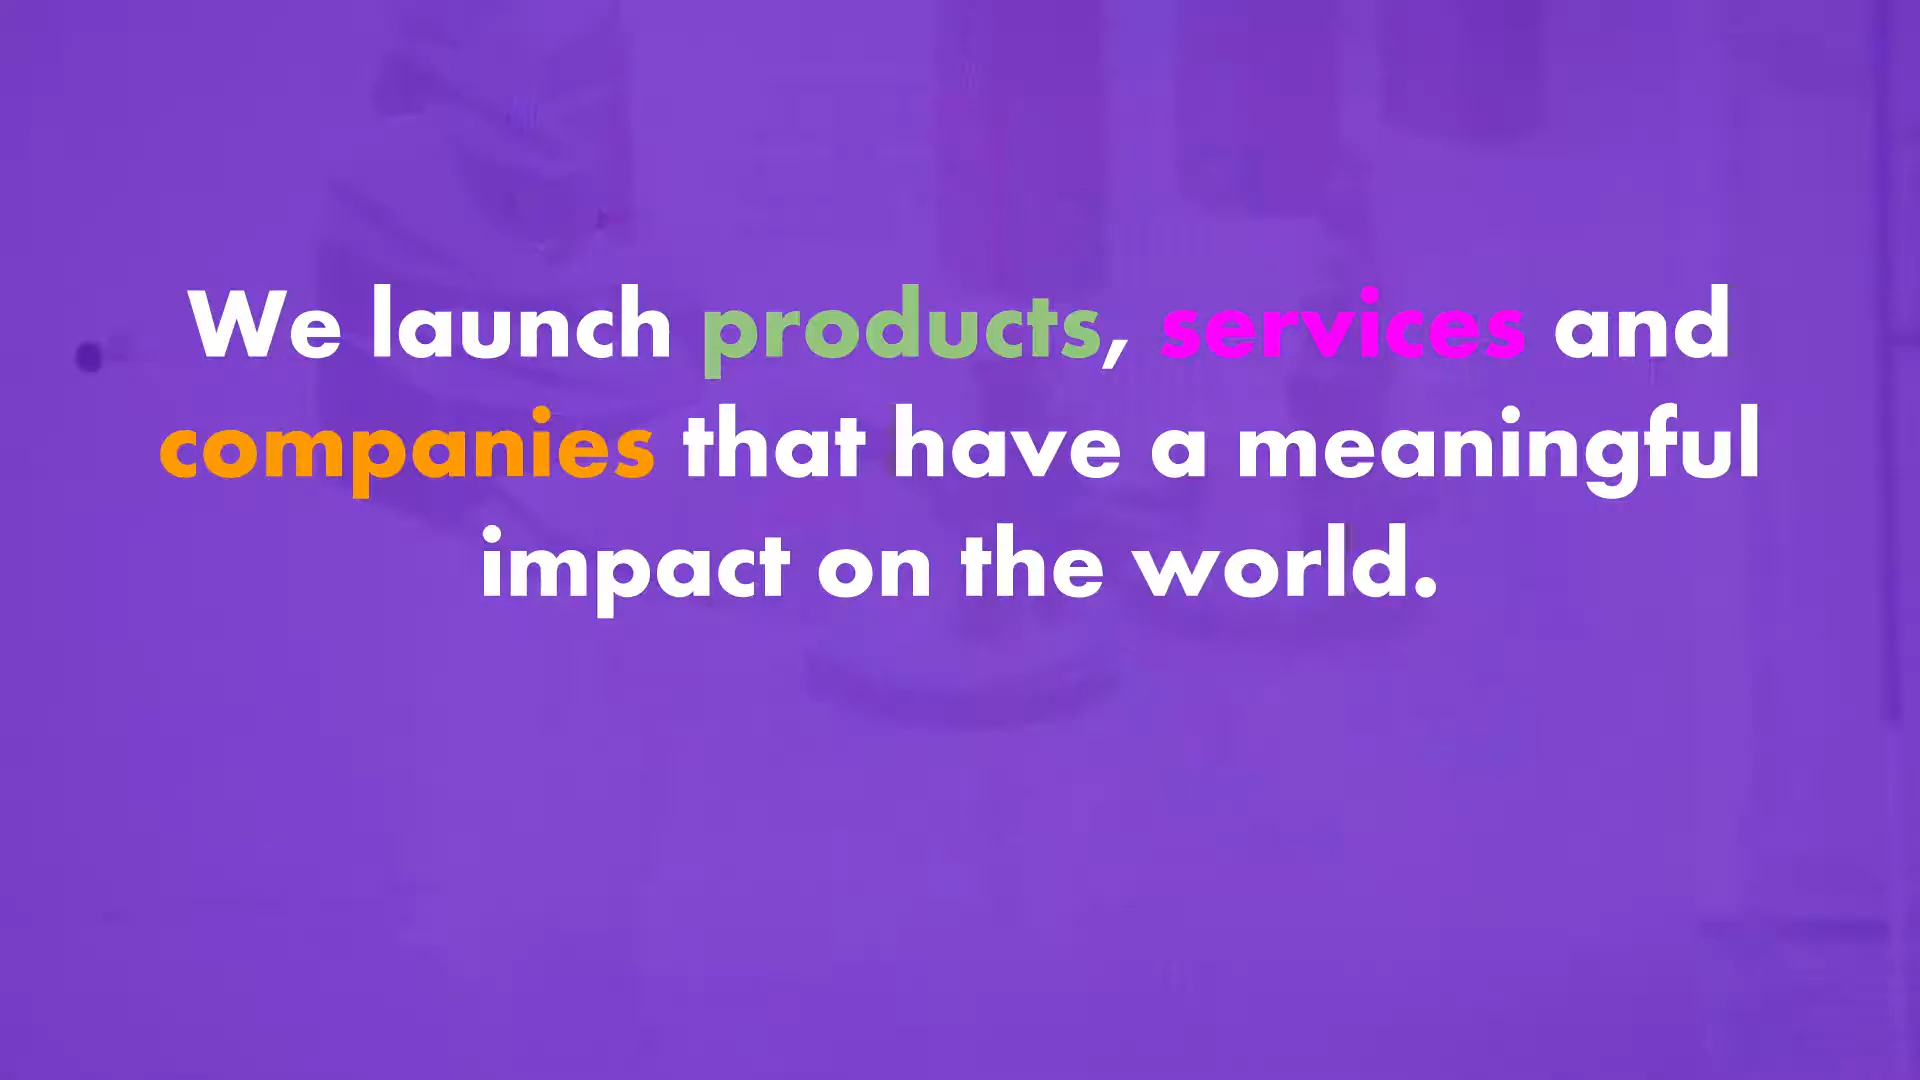 We launch products, services and
companies that have a meaningful
impact on the world.